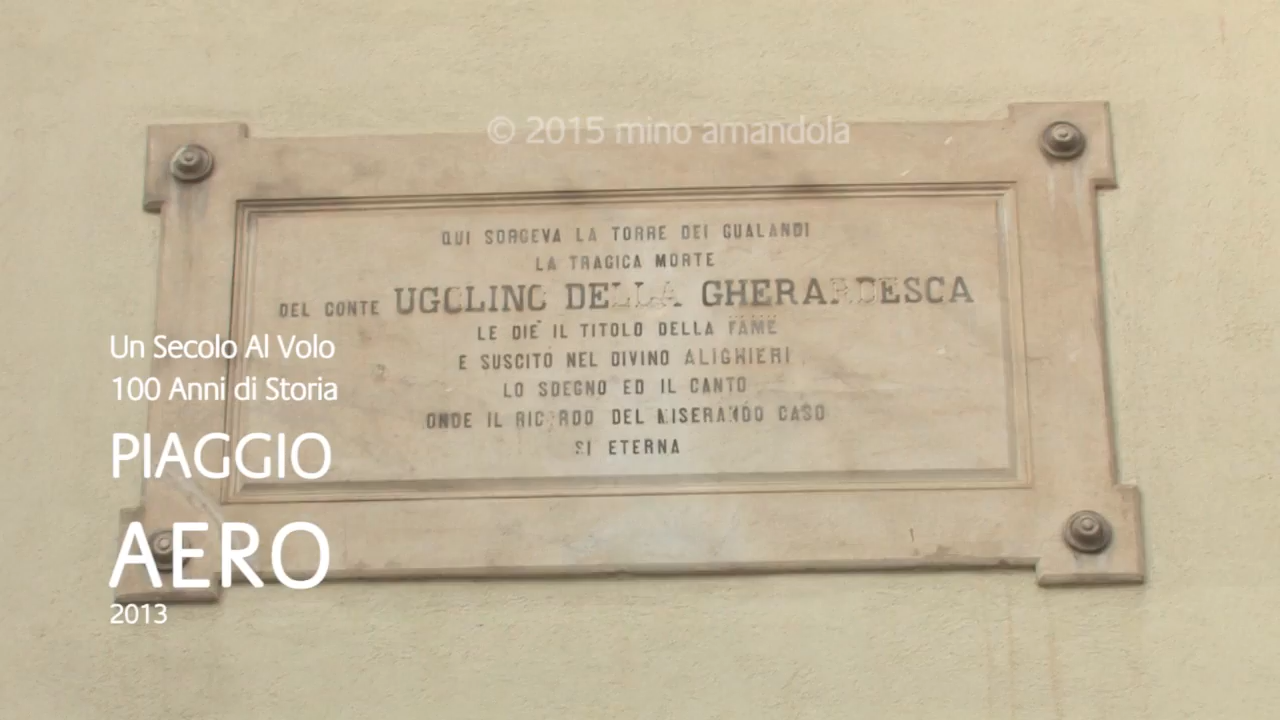 © 2015 mino amandola
QUI SORGEVA LA TORRE DEI GUALANDI
LA TRAGICA MORTE
DEL CONTE UGOLINO DELLA GHERARDESCA
LE DIE' IL TITOLO DELLA FAME
E SUSCITÒ NEL DIVINO ALIGHIERI
LO SDEGNO ED IL CANTO
ONDE IL RICORDO DEL MISERANDO CASO
SI ETERNA
Un Secolo Al Volo
100 Anni di Storia
PIAGGIO
AERO
2013